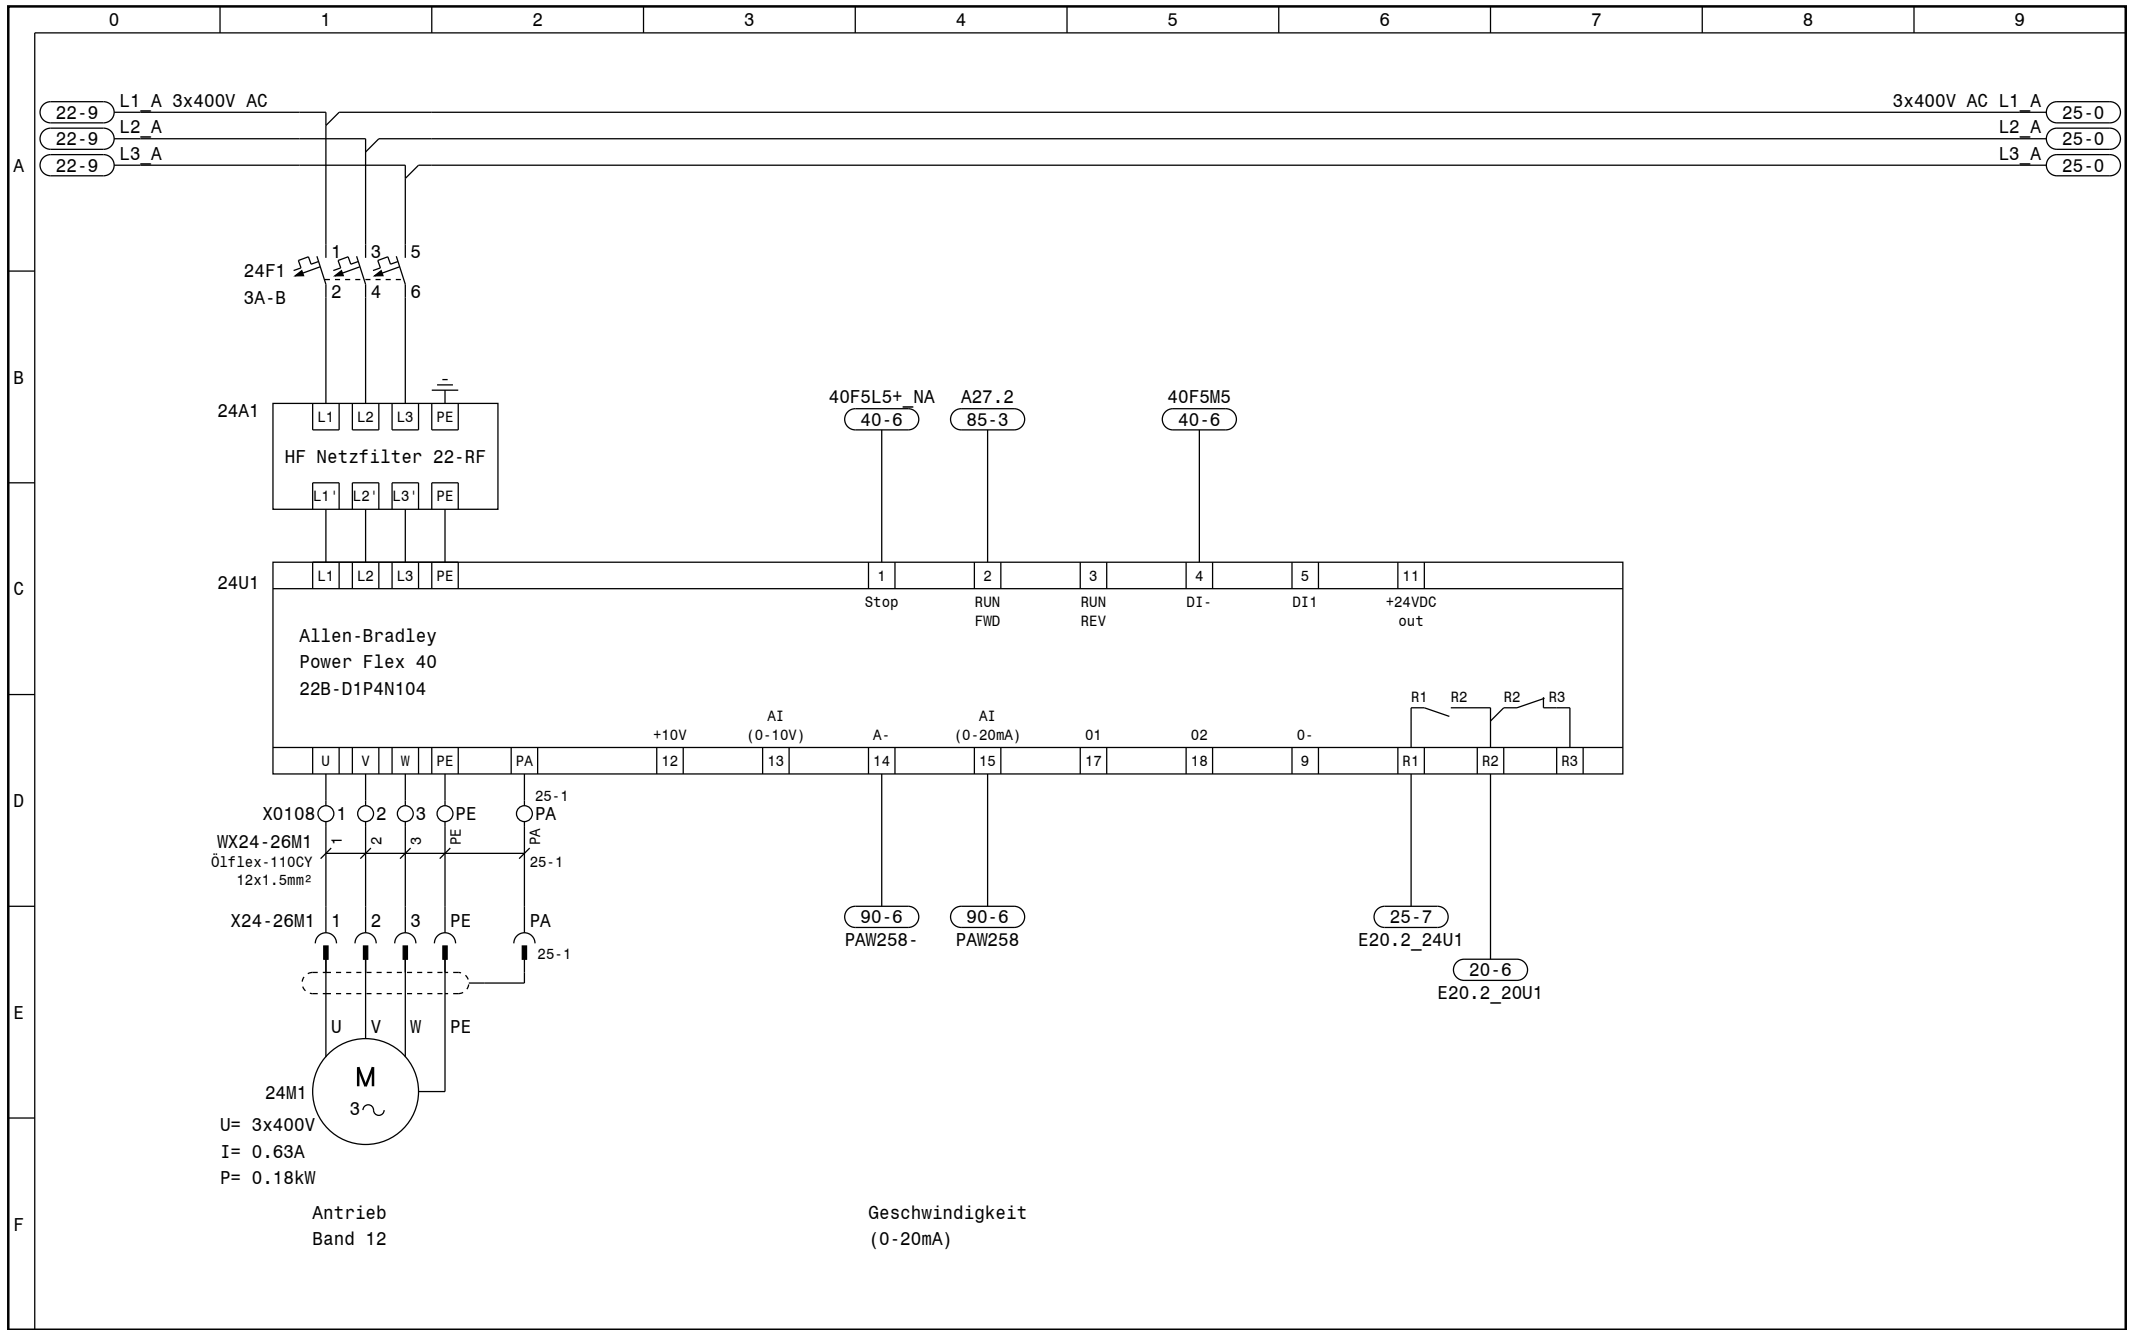 0 1 2 3 4 5 6 7 8 9
L1_A 3x400V AC 3x400V AC L1_A
22-9 25-0
L2_A L2_A
22-9 25-0
L3_A L3_A
A 22-9 25-0
1 3 5
24F1
2 4 6
3A-B
B
40F5L5+_NA A27.2 40F5M5
24A1 L1 L2 L3 PE 40-6 85-3 40-6
HF Netzfilter 22-RF
L1' L2' L3' PE
24U1 L1 L2 L3 PE 1 2 3 4 5 11
C
Stop RUN RUN DI- DI1 +24VDC
FWD REV out
Allen-Bradley
Power Flex 40
22B-D1P4N104
R1 R2 R2 R3
AI AI
+10V (0-10V) A- (0-20mA) O1 O2 O-
U V W PE PA 12 13 14 15 17 18 9 R1 R2 R3
25-1
D
X0108 1 2 3 PE PA
WX24-26M1 1 2 3 PE PA
Ölflex-110CY 25-1
12x1.5mm²
X24-26M1 1 2 3 PE PA 90-6 90-6 25-7
PAW258- PAW258 E20.2_24U1
25-1
20-6
E20.2_20U1
E
U V W PE
M
24M1
3
U= 3x400V
I= 0.63A
P= 0.18kW
F
Antrieb Geschwindigkeit
Band 12 (0-20mA)